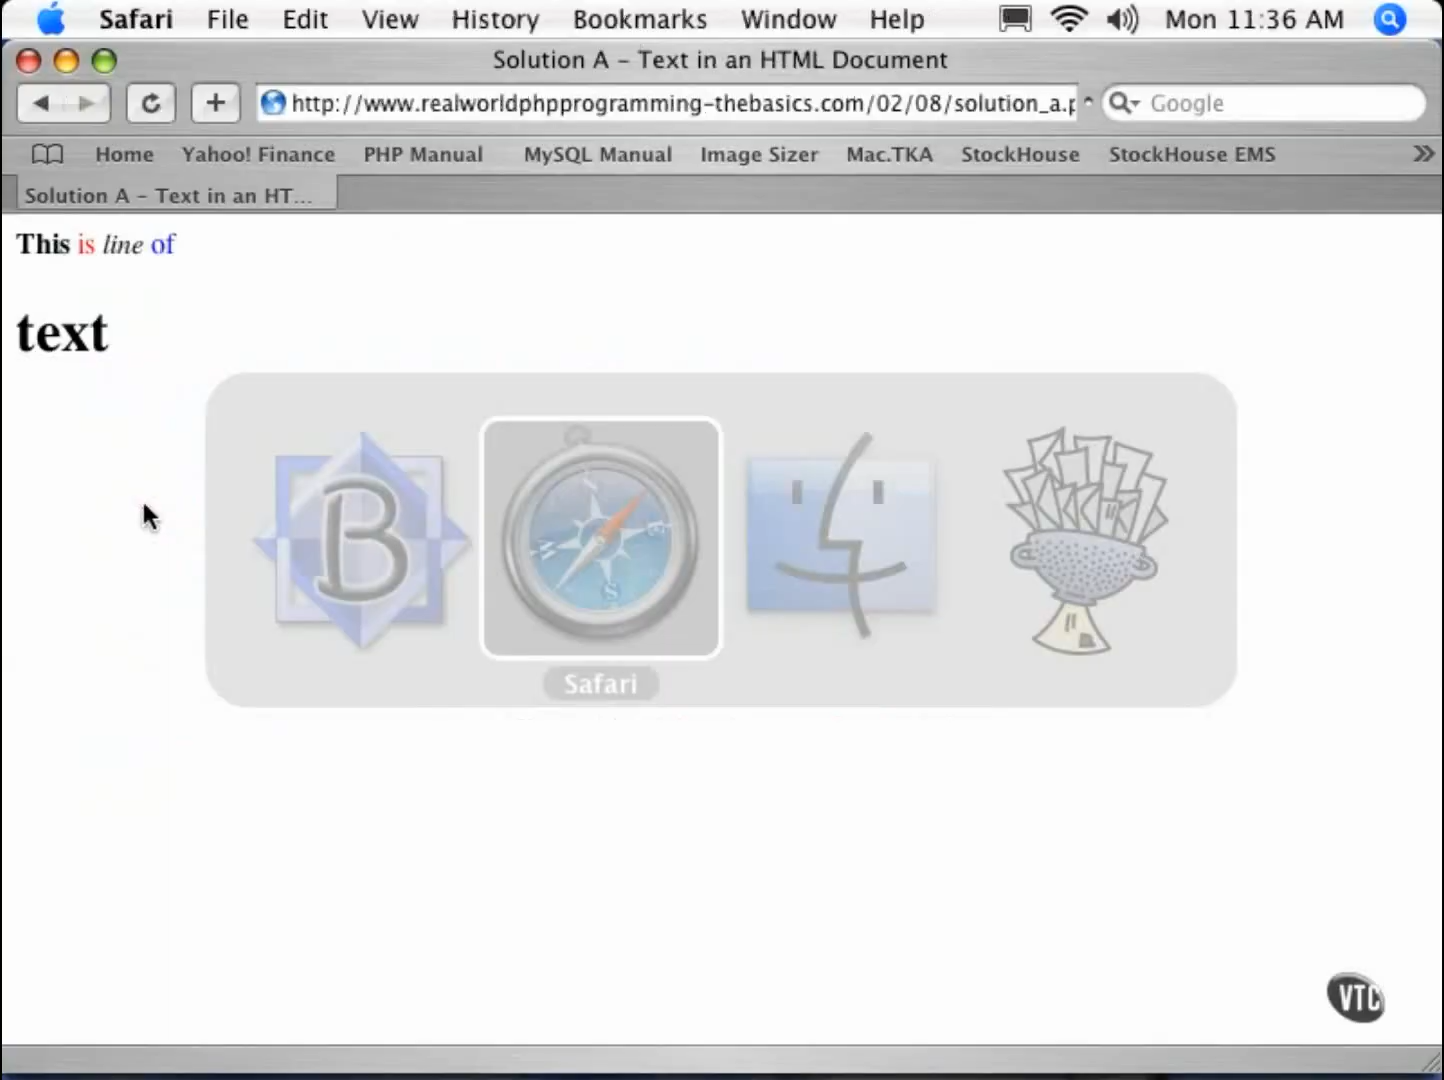 Safari File Edit View History Bookmarks Window Help Mon 11:36 AM
Solution A – Text in an HTML Document
http://www.realworldphpprogramming-thebasics.com/02/08/solution_a.p Google
Home Yahoo! Finance PHP Manual MySQL Manual Image Sizer Mac.TKA StockHouse StockHouse EMS
Solution A – Text in an HT...
This is line of
text
Safari
VTC